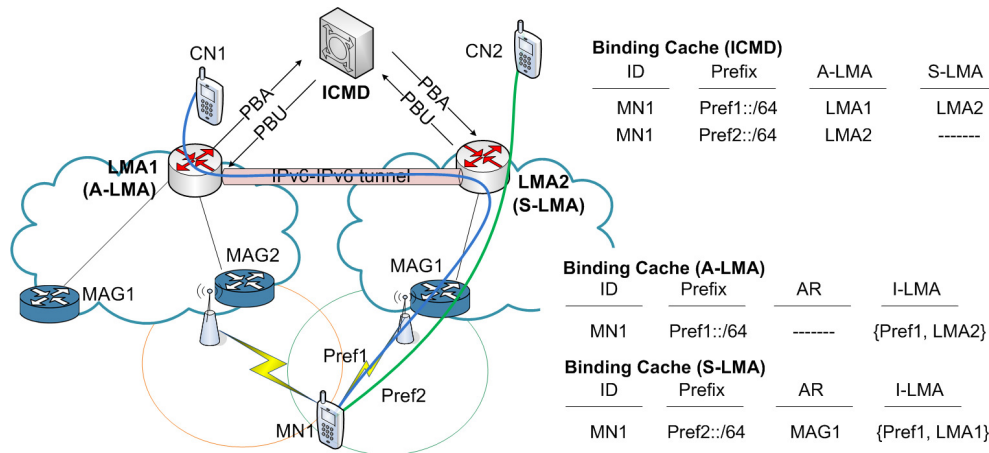 CN1
CN2
ICMD
PBA
PBU
PBA
PBU
LMA1
(A-LMA)
IPv6-IPv6 tunnel
LMA2
(S-LMA)
MAG1
MAG2
MAG1
Pref1
Pref2
MN1
Binding Cache (ICMD)
ID Prefix A-LMA S-LMA
MN1 Pref1::/64 LMA1 LMA2
MN1 Pref2::/64 LMA2 -------
Binding Cache (A-LMA)
ID Prefix AR I-LMA
MN1 Pref1::/64 ------- {Pref1, LMA2}
Binding Cache (S-LMA)
ID Prefix AR I-LMA
MN1 Pref2::/64 MAG1 {Pref1, LMA1}